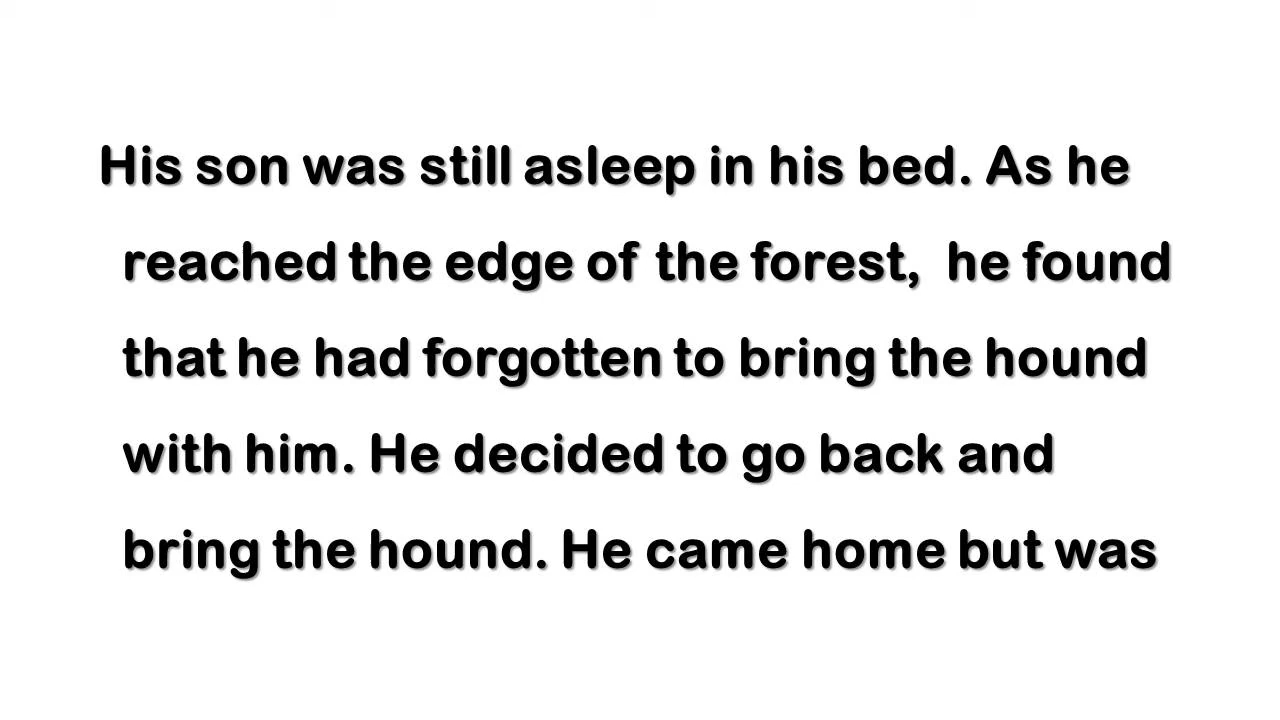 His son was still asleep in his bed. As he
reached the edge of the forest,  he found
that he had forgotten to bring the hound
with him. He decided to go back and
bring the hound. He came home but was